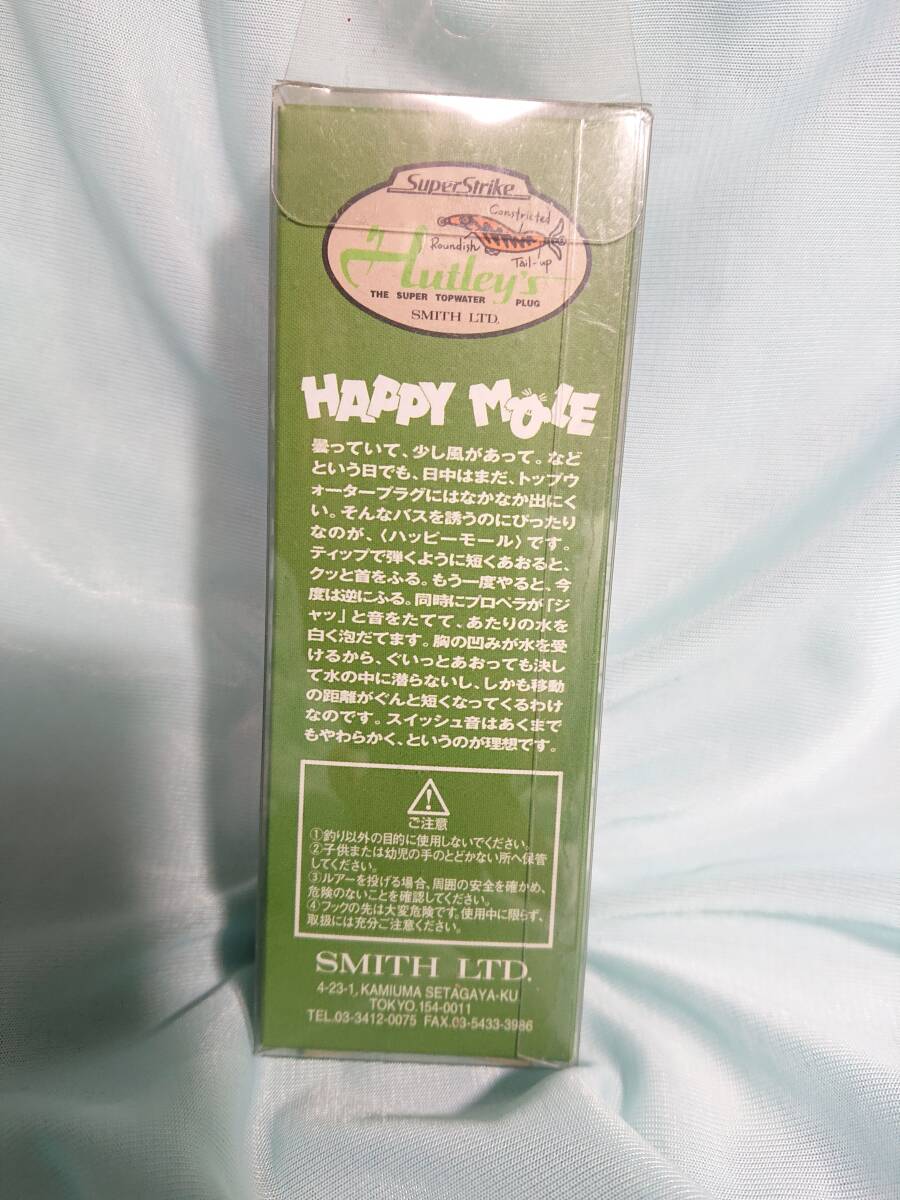 SuperStrike
Constricted
Roundish
Tail-up
Hutley's
THE SUPER TOPWATER PLUG
SMITH LTD.
HAPPY MOLE
曇っていて、少し風があって。など
という日でも、日中はまだ、トップウ
ォータープラグにはなかなか出にく
い。そんなバスを誘うのにぴったり
なのが、〈ハッピーモール〉です。
ティップで弾くように短くあおると、
クッと首をふる。もう一度やると、今
度は逆にふる。同時にプロペラが「ジ
ャッ」と音をたてて、あたりの水を
白く泡だてます。胸の凹みが水を受
けるから、ぐいっとあおっても決し
て水の中に潜らないし、しかも移動
の距離がぐんと短くなってくるわけ
なのです。スイッシュ音はあくまで
もやわらかく、というのが理想です。
ご注意
①釣り以外の目的に使用しないでください。
②子供または幼児の手のとどかない所へ保管
してください。
③ルアーを投げる場合、周囲の安全を確かめ、
危険のないことを確認してください。
④フックの先は大変危険です。使用中に限らず、
取扱には充分ご注意ください。
SMITH LTD.
4-23-1, KAMIUMA SETAGAYA-KU
TOKYO.154-0011
TEL.03-3412-0075 FAX.03-5433-3986